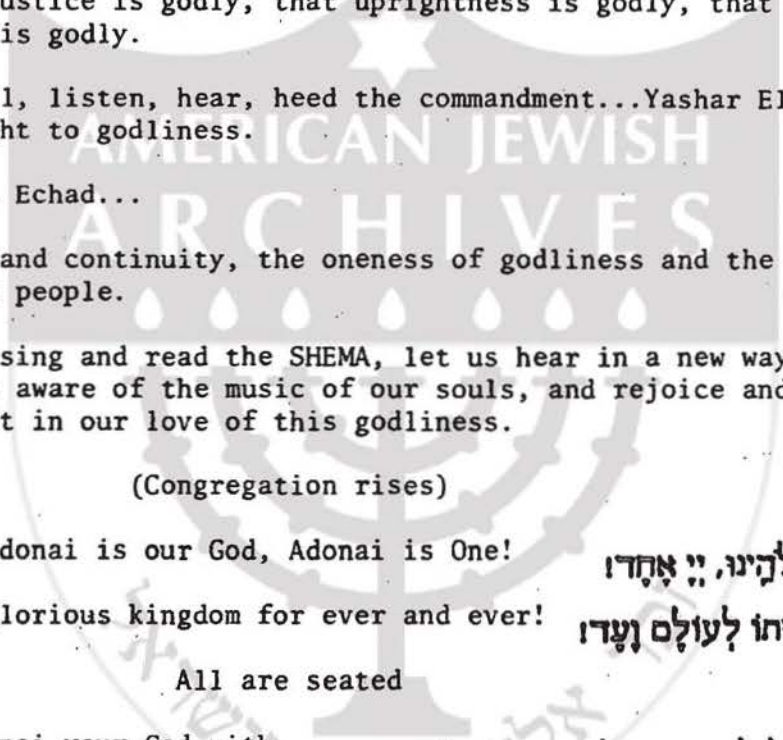 ustice is godly, that uprightness is godly, that
is godly.
l, listen, hear, heed the commandment...Yashar El
ht to godliness.
AMERICAN JEWISH
Echad...
ARCHIVES
and continuity, the oneness of godliness and the
people.
sing and read the SHEMA, let us hear in a new way
aware of the music of our souls, and rejoice and
t in our love of this godliness.
(Congregation rises)
donai is our God, Adonai is One! לֹהֵינוּ, יְיָ אֶחָד!
lorious kingdom for ever and ever! תוֹ לְעוֹלָם וָעֶד!
All are seated